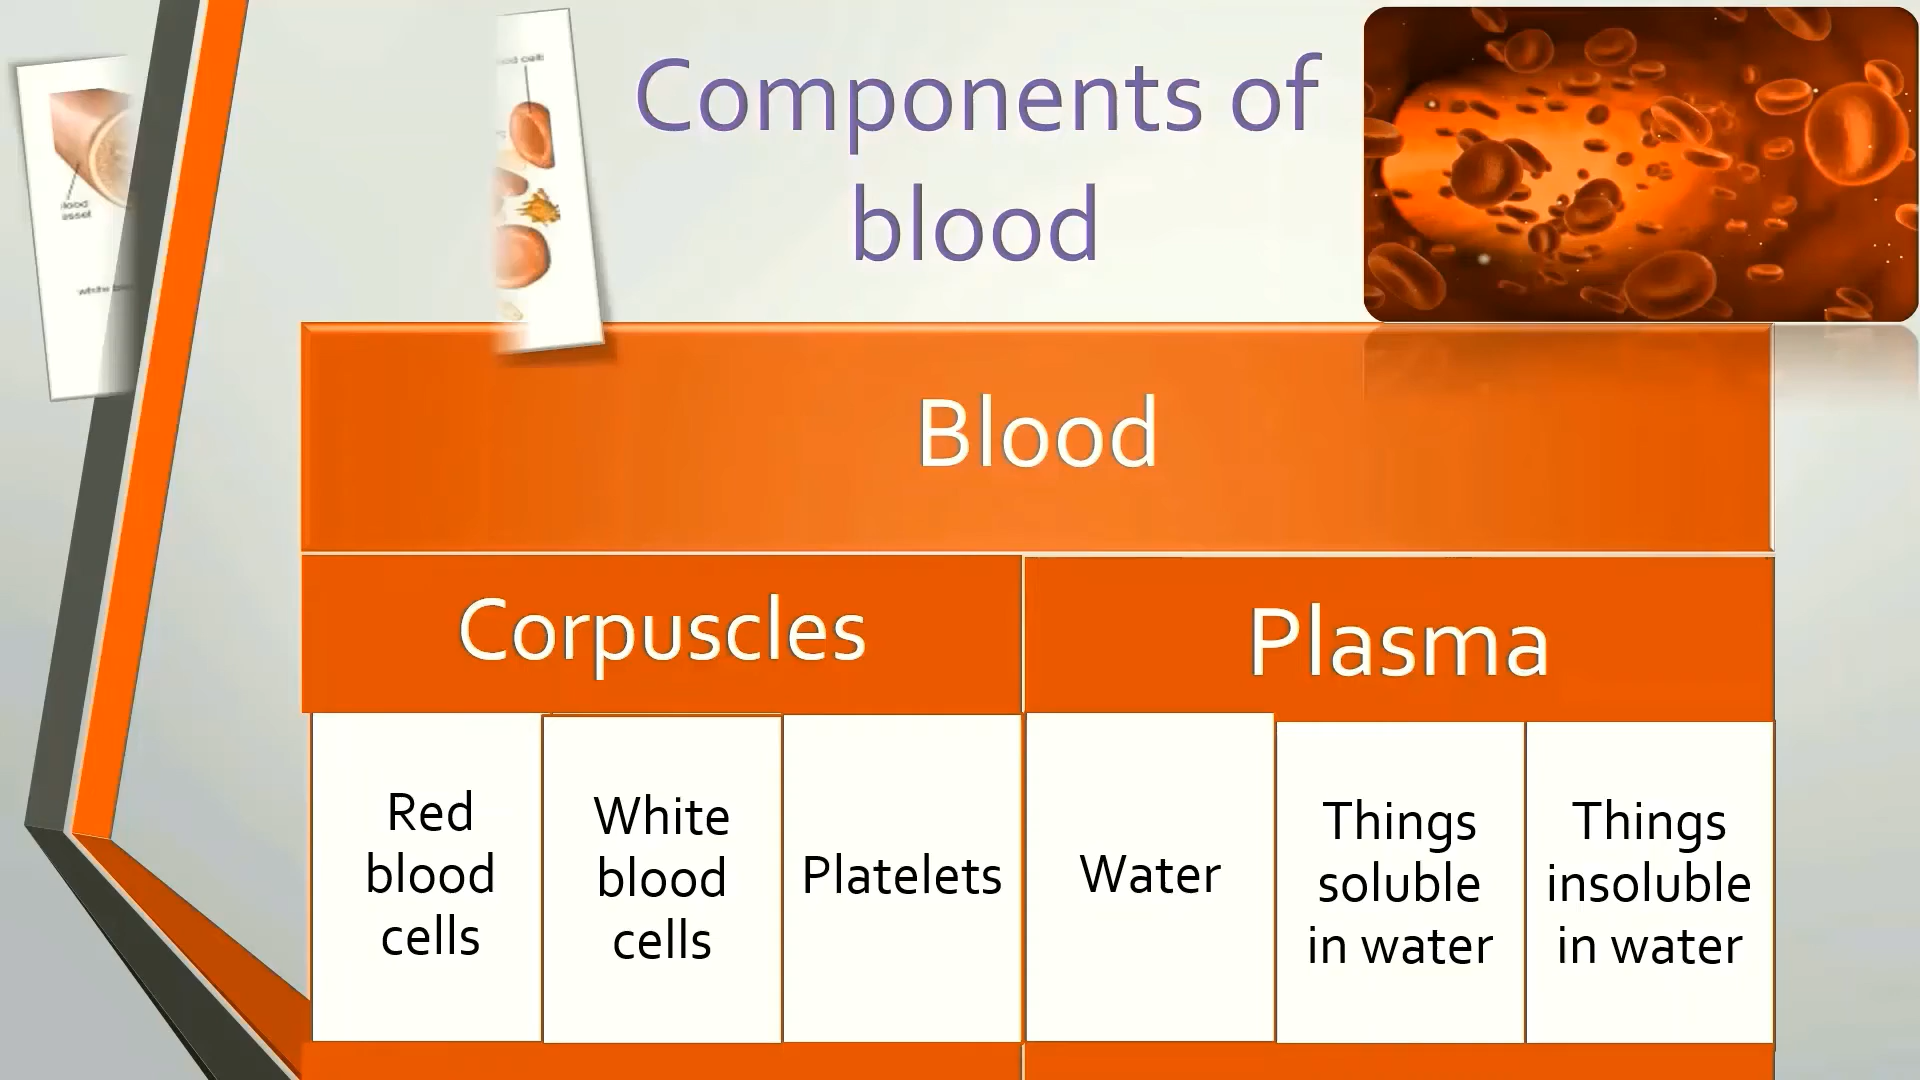 Components of
blood
Blood
Corpuscles
Plasma
Red
blood
cells
White
blood
cells
Platelets
Water
Things
soluble
in water
Things
insoluble
in water